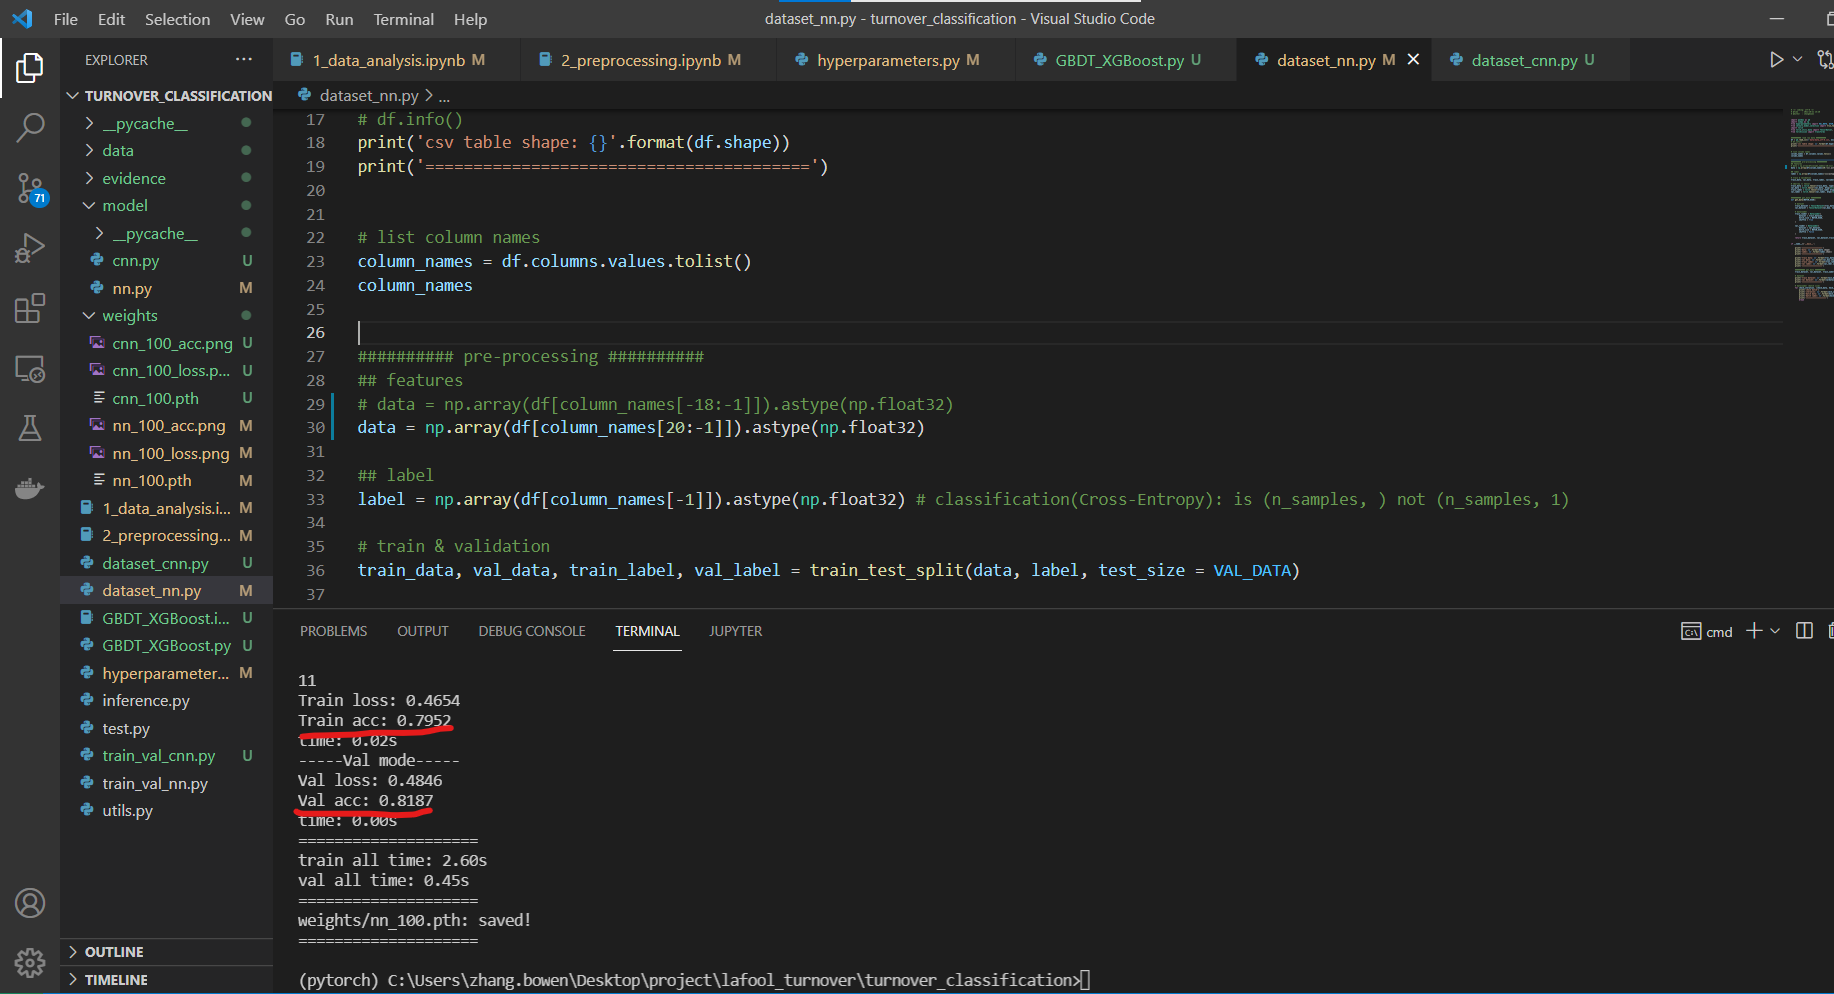 File Edit Selection View Go Run Terminal Help
dataset_nn.py - turnover_classification - Visual Studio Code
EXPLORER ...
1_data_analysis.ipynb M
2_preprocessing.ipynb M
hyperparameters.py M
GBDT_XGBoost.py U
dataset_nn.py M
dataset_cnn.py U
TURNOVER_CLASSIFICATION
__pycache__
data
evidence
model
__pycache__
cnn.py U
nn.py M
weights
cnn_100_acc.png U
cnn_100_loss.p... U
cnn_100.pth U
nn_100_acc.png M
nn_100_loss.png M
nn_100.pth M
1_data_analysis.i... M
2_preprocessing... M
dataset_cnn.py U
dataset_nn.py M
GBDT_XGBoost.i... U
GBDT_XGBoost.py U
hyperparameter... M
inference.py
test.py
train_val_cnn.py U
train_val_nn.py
utils.py
OUTLINE
TIMELINE
71
dataset_nn.py > ...
17 # df.info()
18 print('csv table shape: {}'.format(df.shape))
19 print('========================================')
20
21
22 # list column names
23 column_names = df.columns.values.tolist()
24 column_names
25
26
27 ########## pre-processing ##########
28 ## features
29 # data = np.array(df[column_names[-18:-1]]).astype(np.float32)
30 data = np.array(df[column_names[20:-1]]).astype(np.float32)
31
32 ## label
33 label = np.array(df[column_names[-1]]).astype(np.float32) # classification(Cross-Entropy): is (n_samples, ) not (n_samples, 1)
34
35 # train & validation
36 train_data, val_data, train_label, val_label = train_test_split(data, label, test_size = VAL_DATA)
37
PROBLEMS OUTPUT DEBUG CONSOLE TERMINAL JUPYTER
cmd
11
Train loss: 0.4654
Train acc: 0.7952
time: 0.02s
-----Val mode-----
Val loss: 0.4846
Val acc: 0.8187
time: 0.00s
====================
train all time: 2.60s
val all time: 0.45s
====================
weights/nn_100.pth: saved!
====================
(pytorch) C:\Users\zhang.bowen\Desktop\project\lafool_turnover\turnover_classification>